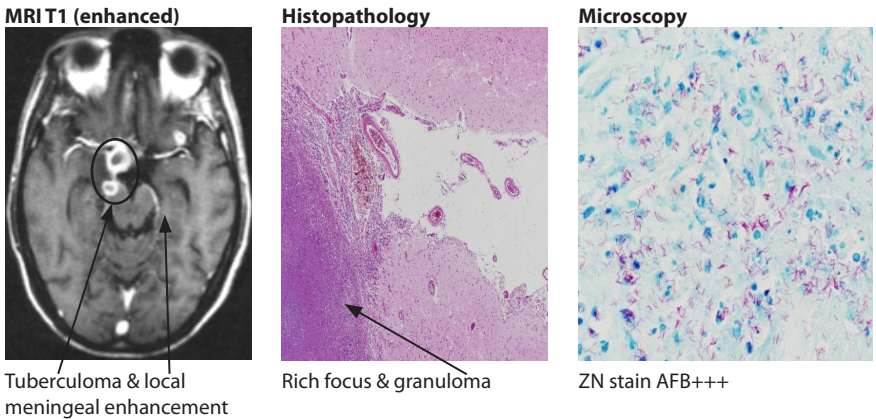 MRI T1 (enhanced)
Histopathology
Microscopy
Tuberculoma & local
meningeal enhancement
Rich focus & granuloma
ZN stain AFB+++